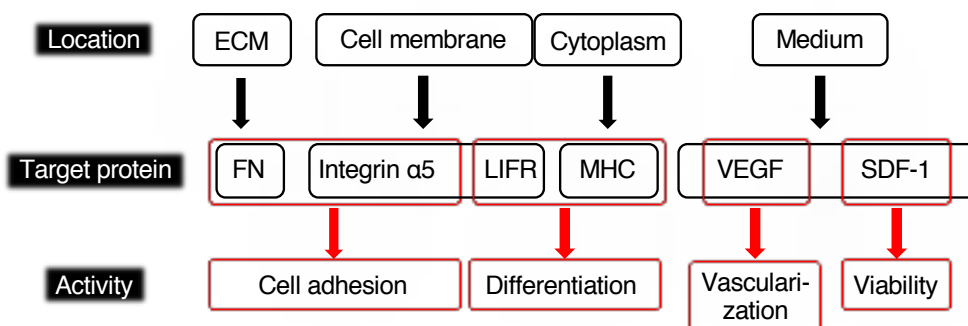 Location ECM Cell membrane Cytoplasm Medium
Target protein FN Integrin α5 LIFR MHC VEGF SDF-1
Activity Cell adhesion Differentiation Vasculari-
zation Viability